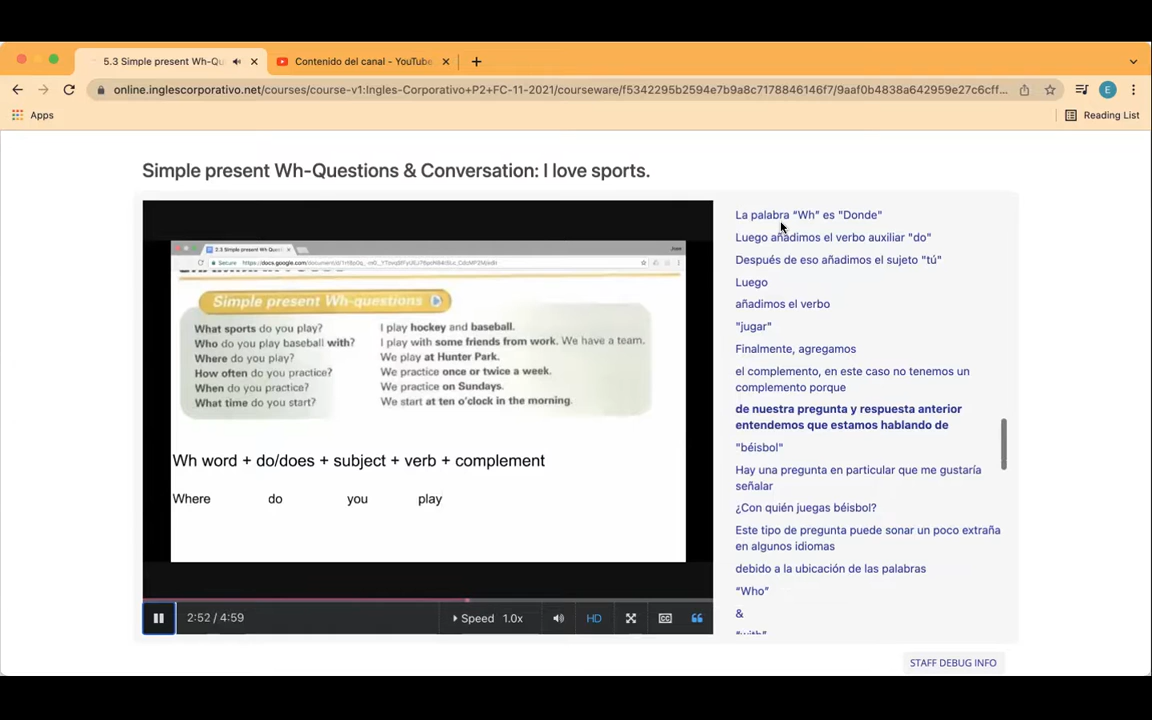 5.3 Simple present Wh-Qu
Contenido del canal - YouTube
online.inglescorporativo.net/courses/course-v1:Ingles-Corporativo+P2+FC-11-2021/courseware/f5342295b2594e7b9a8c7178846146f7/9aaf0b4838a642959e27c6cff...
E
Apps
Reading List
Simple present Wh-Questions & Conversation: I love sports.
2.3 Simple present Wh Ques
Secure
Simple present Wh-questions
What sports do you play? I play hockey and baseball.
Who do you play baseball with? I play with some friends from work. We have a team.
Where do you play? We play at Hunter Park.
How often do you practice? We practice once or twice a week.
When do you practice? We practice on Sundays.
What time do you start? We start at ten o'clock in the morning.
Wh word + do/does + subject + verb + complement
Where do you play
2:52 / 4:59
Speed 1.0x
HD
CC
La palabra "Wh" es "Donde"
Luego añadimos el verbo auxiliar "do"
Después de eso añadimos el sujeto "tú"
Luego
añadimos el verbo
"jugar"
Finalmente, agregamos
el complemento, en este caso no tenemos un
complemento porque
de nuestra pregunta y respuesta anterior
entendemos que estamos hablando de
"béisbol"
Hay una pregunta en particular que me gustaría
señalar
¿Con quién juegas béisbol?
Este tipo de pregunta puede sonar un poco extraña
en algunos idiomas
debido a la ubicación de las palabras
“Who”
&
“with”
STAFF DEBUG INFO